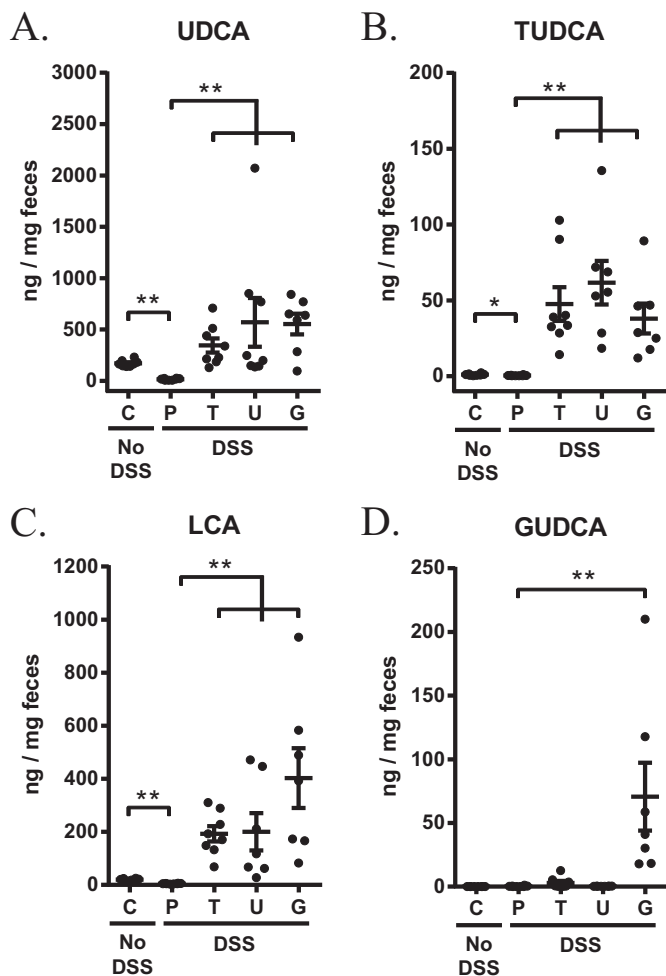 A.
UDCA
ng / mg feces
3000
2500
2000
1500
1000
500
0
**
**
C P T U G
No DSS
DSS
B.
TUDCA
ng / mg feces
200
150
100
50
0
**
*
C P T U G
No DSS
DSS
C.
LCA
ng / mg feces
1200
1000
800
600
400
200
0
**
**
C P T U G
No DSS
DSS
D.
GUDCA
ng / mg feces
250
200
150
100
50
0
**
C P T U G
No DSS
DSS